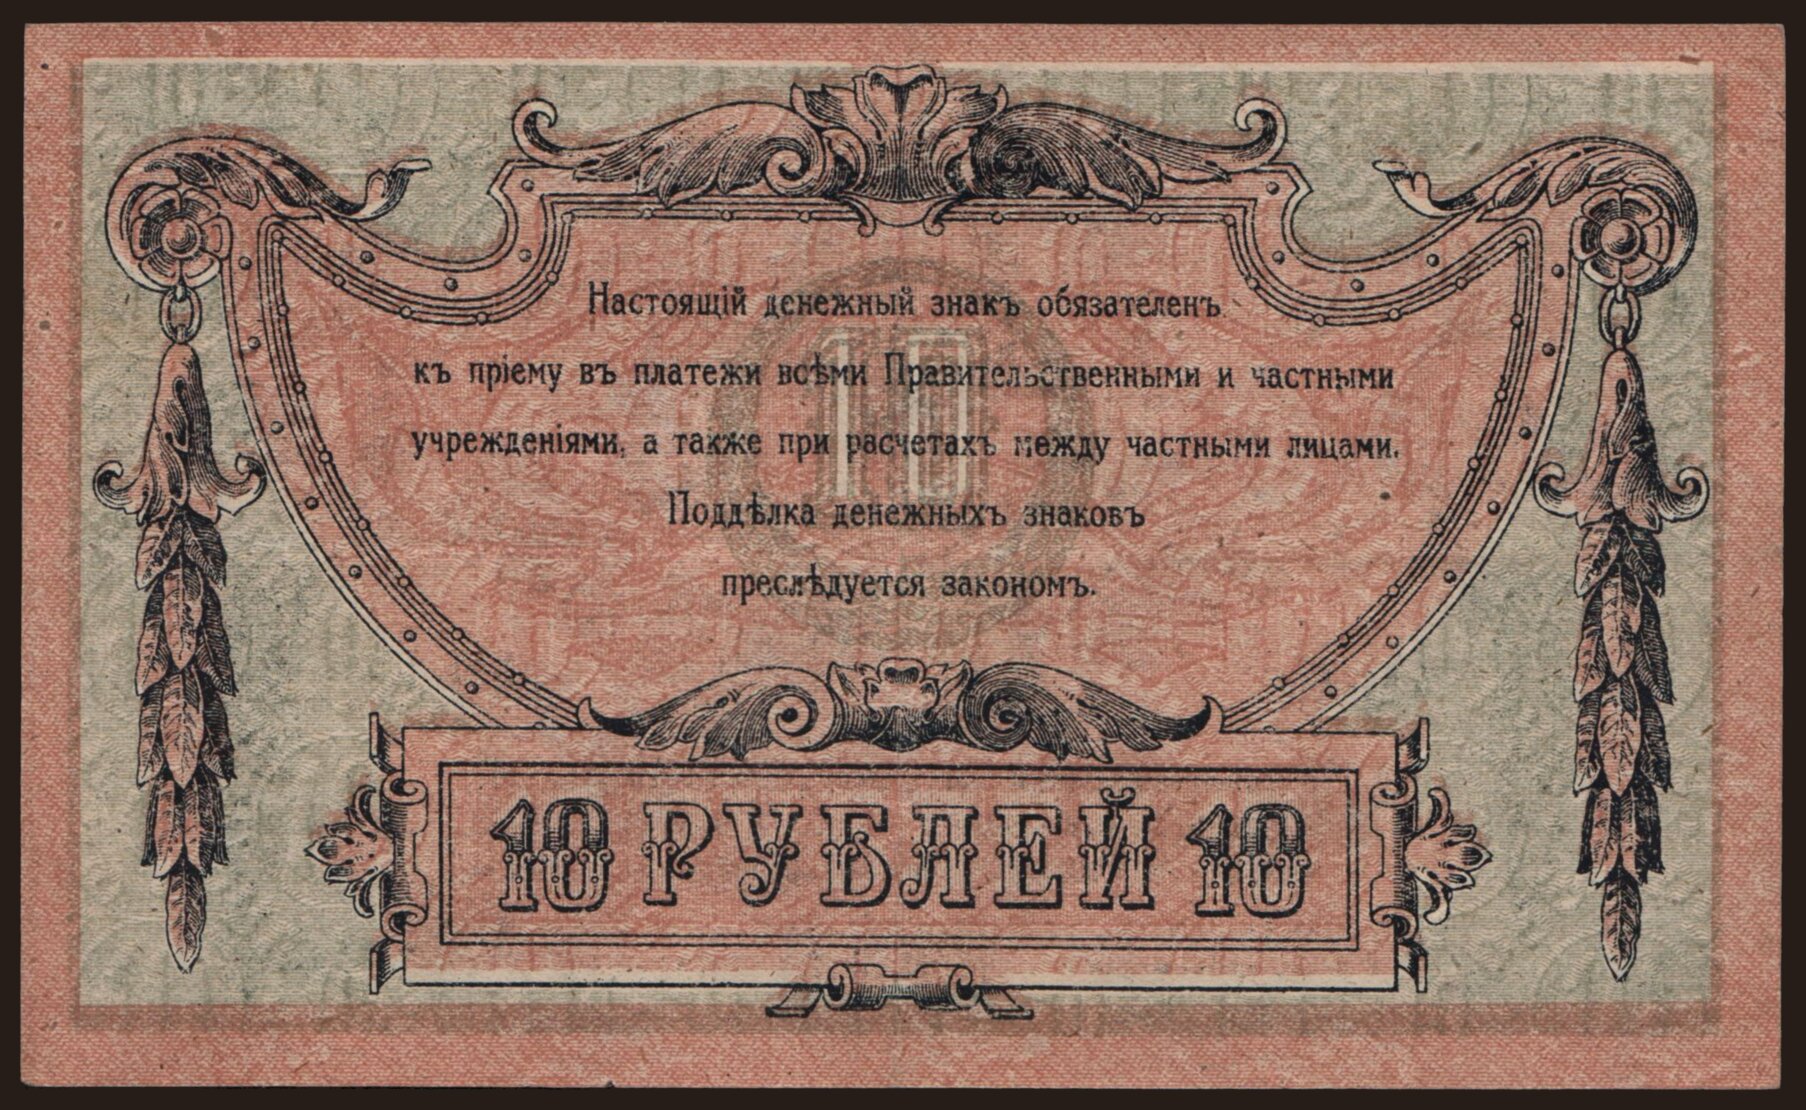 Настоящій денежный знакъ обязателенъ
къ пріему въ платежи всѣми Правительственными и частными
учрежденіями, а также при расчетахъ между частными лицами.
10
Поддѣлка денежныхъ знаковъ
преслѣдуется закономъ.
10 РУБЛЕЙ 10